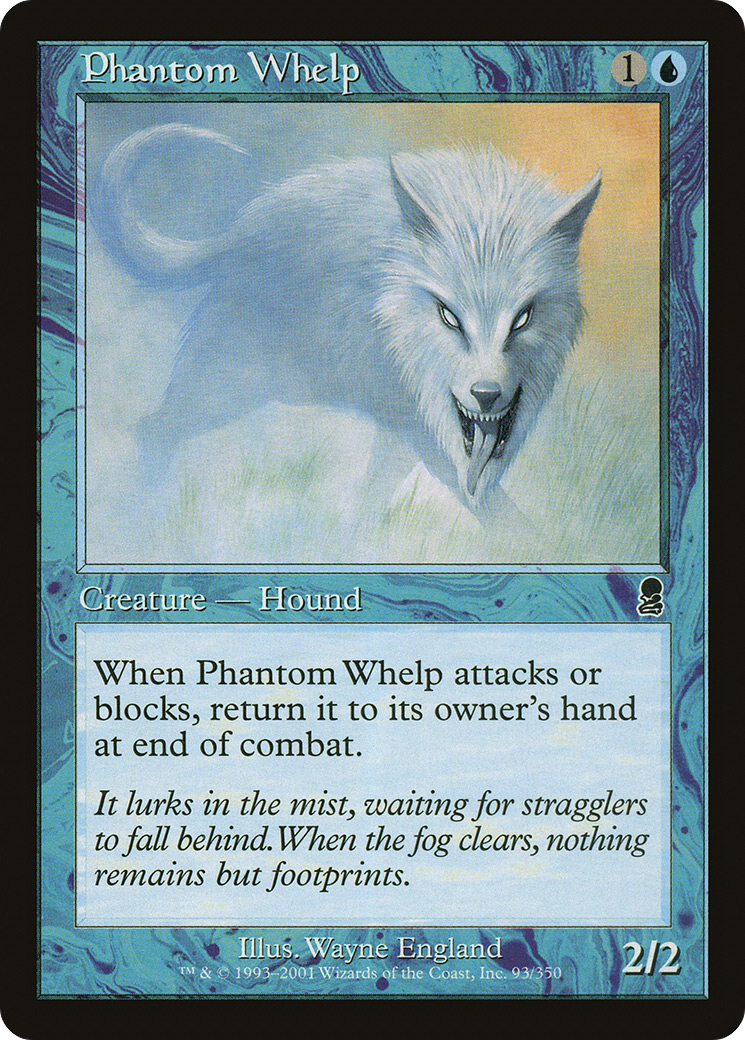 Phantom Whelp 1
Creature — Hound
When Phantom Whelp attacks or
blocks, return it to its owner's hand
at end of combat.
It lurks in the mist, waiting for stragglers
to fall behind. When the fog clears, nothing
remains but footprints.
Illus. Wayne England
™ & © 1993–2001 Wizards of the Coast, Inc. 93/350
2/2